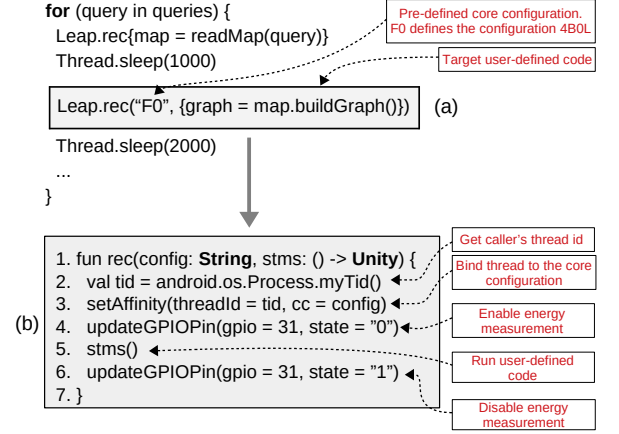 for (query in queries) {
Leap.rec{map = readMap(query)}
Thread.sleep(1000)
Pre-defined core configuration.
F0 defines the configuration 4B0L
Target user-defined code
Leap.rec(“F0”, {graph = map.buildGraph()})
(a)
Thread.sleep(2000)
...
}
(b)
1. fun rec(config: String, stms: () -> Unity) {
2. val tid = android.os.Process.myTid()
3. setAffinity(threadId = tid, cc = config)
4. updateGPIOPin(gpio = 31, state = ”0”)
5. stms()
6. updateGPIOPin(gpio = 31, state = ”1”)
7. }
Get caller’s thread id
Bind thread to the core
configuration
Enable energy
measurement
Run user-defined
code
Disable energy
measurement